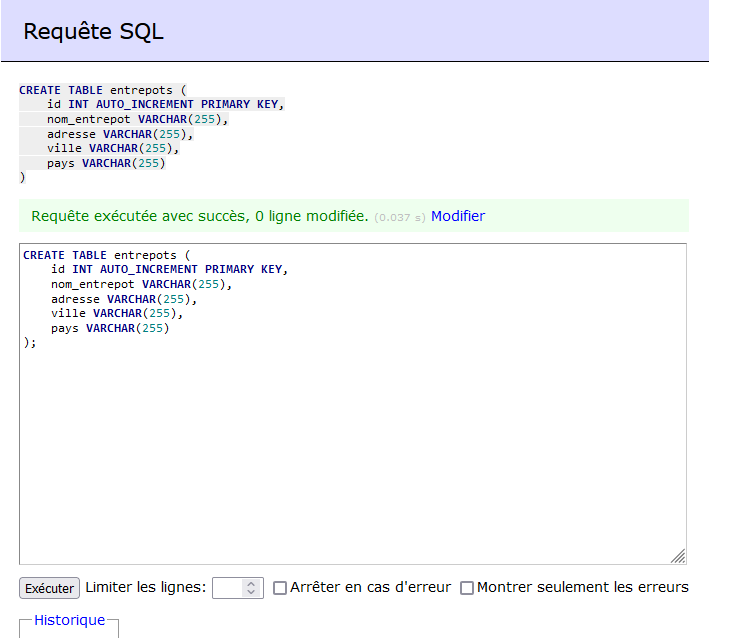 Requête SQL
CREATE TABLE entrepots (
    id INT AUTO_INCREMENT PRIMARY KEY,
    nom_entrepot VARCHAR(255),
    adresse VARCHAR(255),
    ville VARCHAR(255),
    pays VARCHAR(255)
)
Requête exécutée avec succès, 0 ligne modifiée. (0.037 s) Modifier
CREATE TABLE entrepots (
    id INT AUTO_INCREMENT PRIMARY KEY,
    nom_entrepot VARCHAR(255),
    adresse VARCHAR(255),
    ville VARCHAR(255),
    pays VARCHAR(255)
);
Exécuter Limiter les lignes: Arrêter en cas d'erreur Montrer seulement les erreurs
Historique